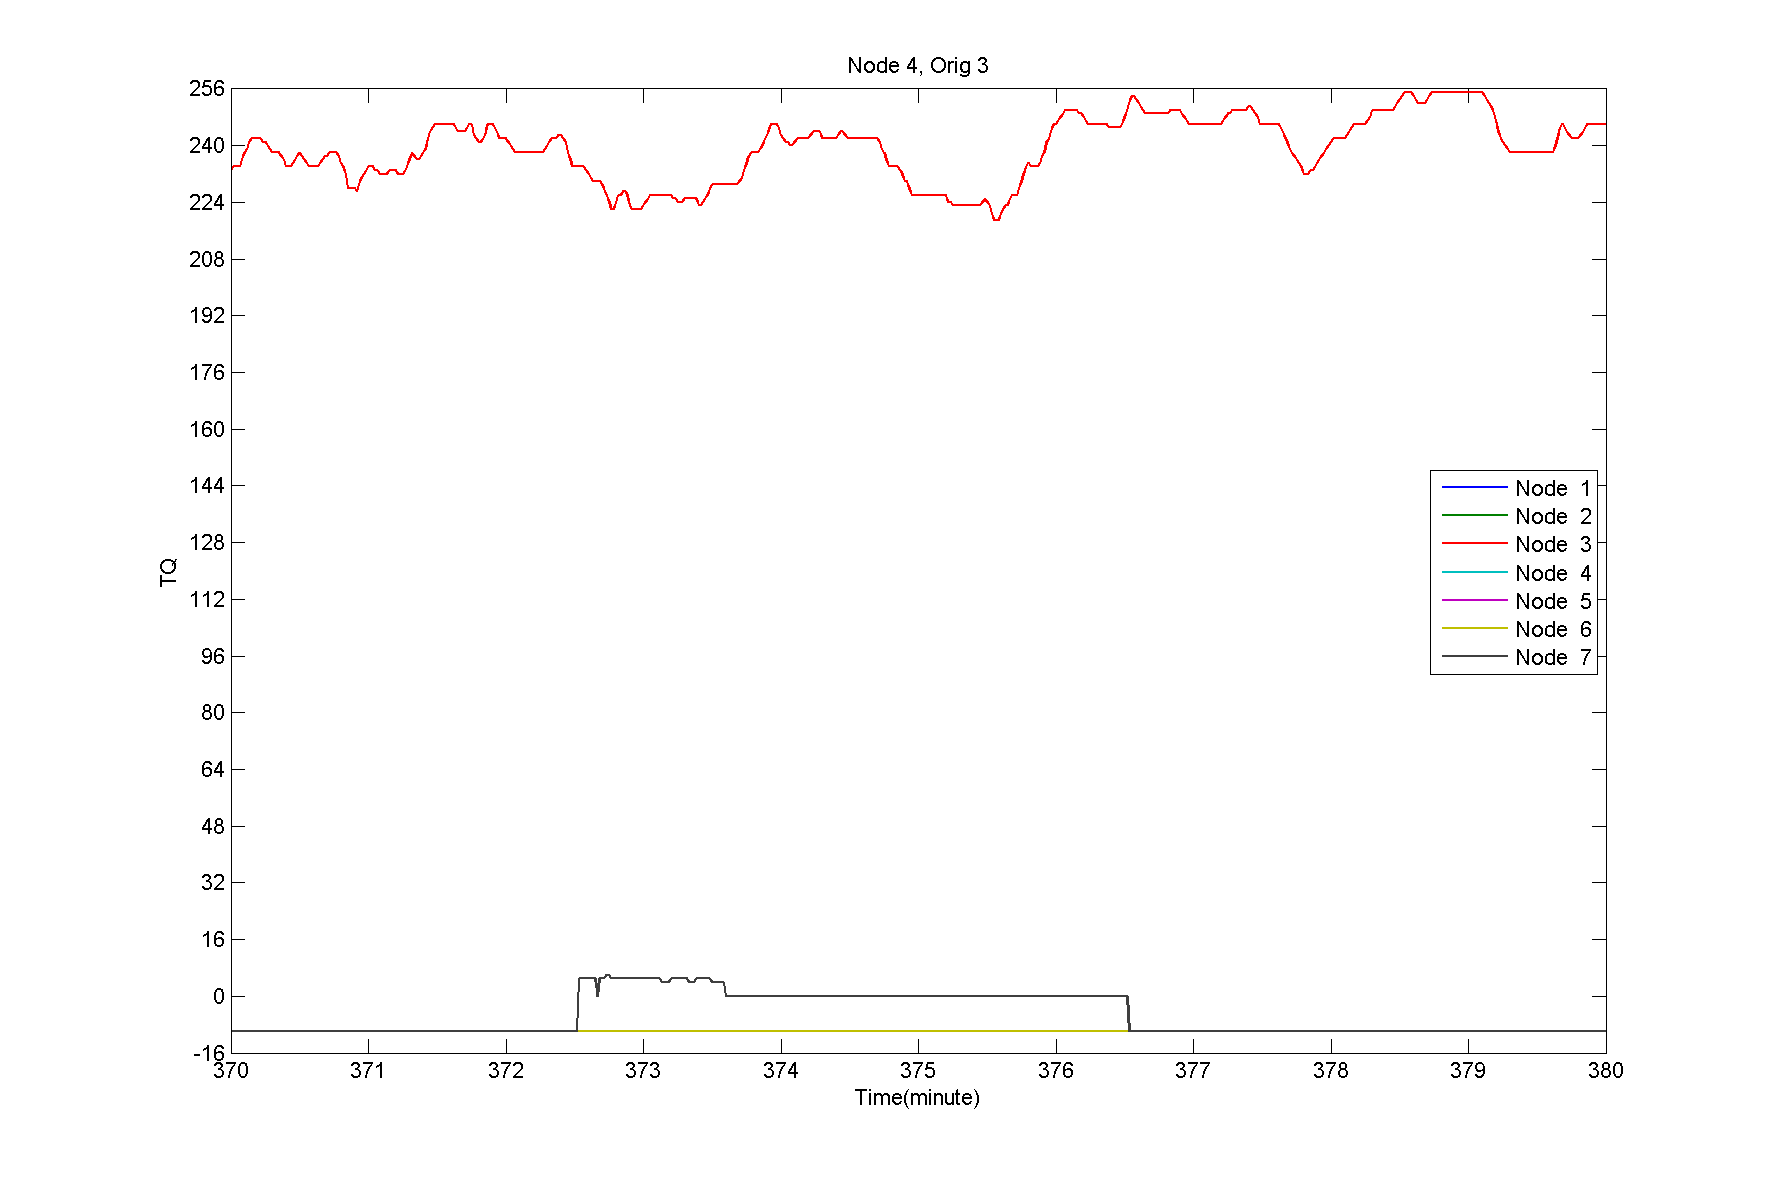 Node 4, Orig 3
256
240
224
208
192
176
160
144
128
112
96
80
64
48
32
16
0
-16
TQ
Node 1
Node 2
Node 3
Node 4
Node 5
Node 6
Node 7
370 371 372 373 374 375 376 377 378 379 380
Time(minute)